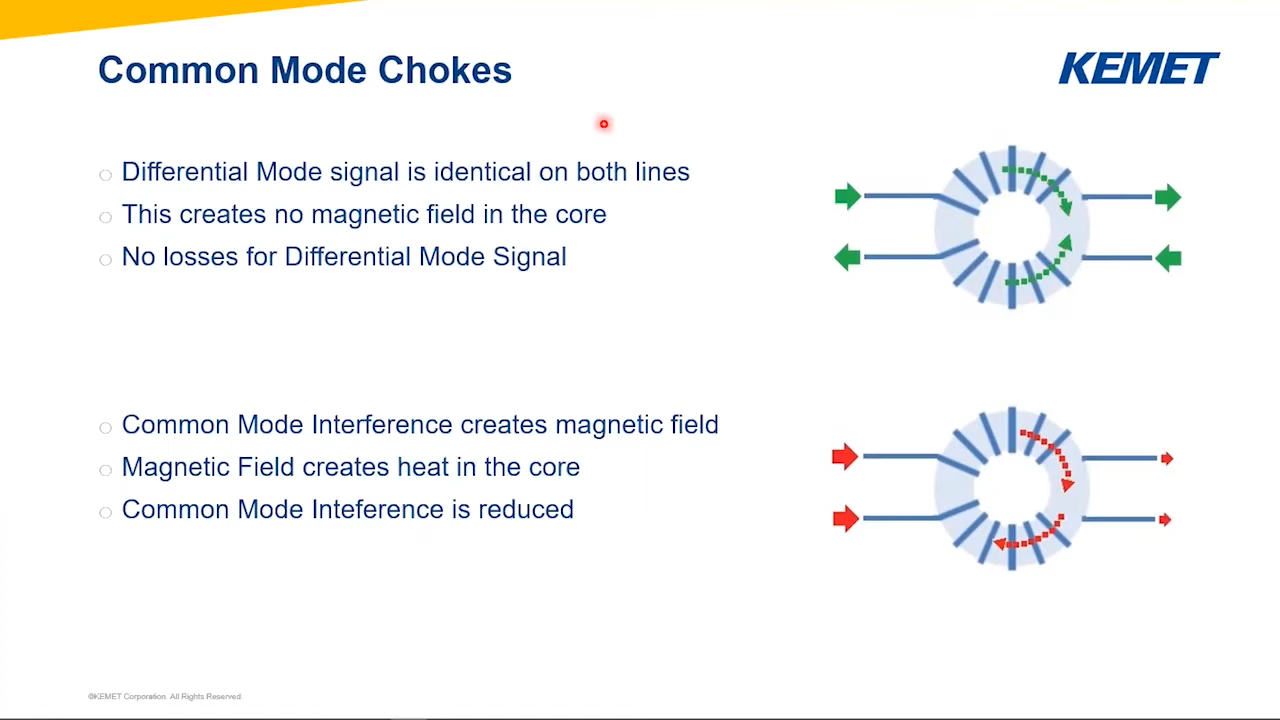 Common Mode Chokes
KEMET
Differential Mode signal is identical on both lines
This creates no magnetic field in the core
No losses for Differential Mode Signal
Common Mode Interference creates magnetic field
Magnetic Field creates heat in the core
Common Mode Inteference is reduced
©KEMET Corporation. All Rights Reserved.